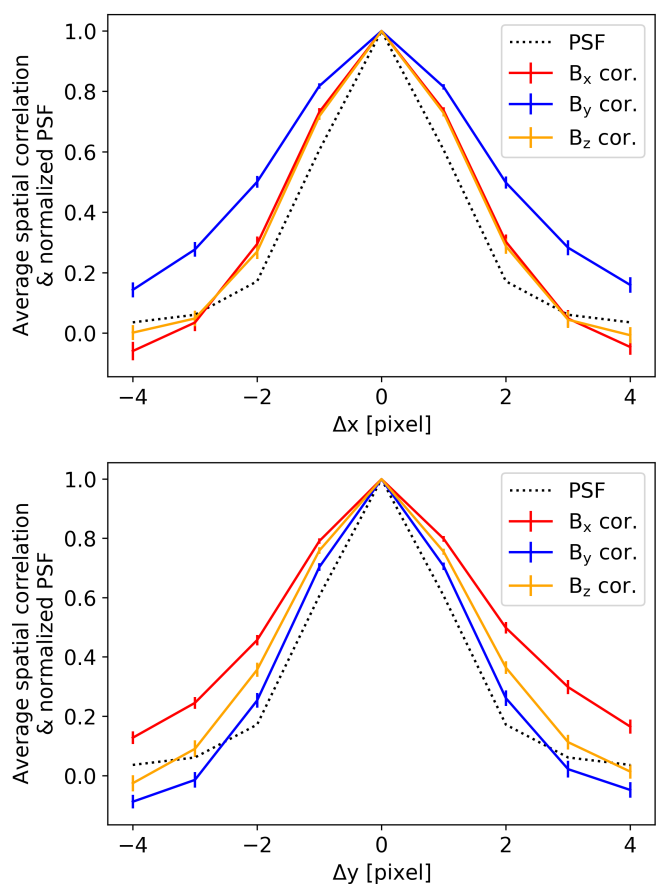 1.0
0.8
0.6
0.4
0.2
0.0
Average spatial correlation
& normalized PSF
PSF
Bx cor.
By cor.
Bz cor.
−4 −2 0 2 4
Δx [pixel]
1.0
0.8
0.6
0.4
0.2
0.0
Average spatial correlation
& normalized PSF
PSF
Bx cor.
By cor.
Bz cor.
−4 −2 0 2 4
Δy [pixel]